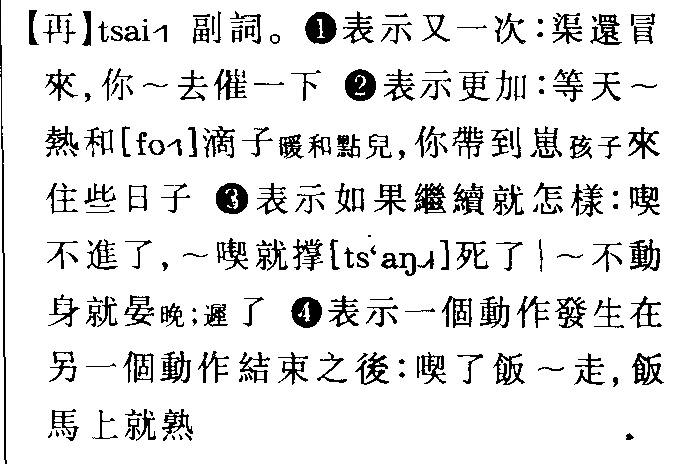 【再】tsai˧ 副詞。❶表示又一次:渠還冒
來,你～去催一下 ❷表示更加:等天～
熱和[fo˧]滴子暖和點兒,你帶到崽孩子來
住些日子 ❸表示如果繼續就怎樣:喫
不進了,～喫就撑[tsʻaŋ]死了|～不動
身就晏晚;遲了 ❹表示一個動作發生在
另一個動作結束之後:喫了飯～走,飯
馬上就熟